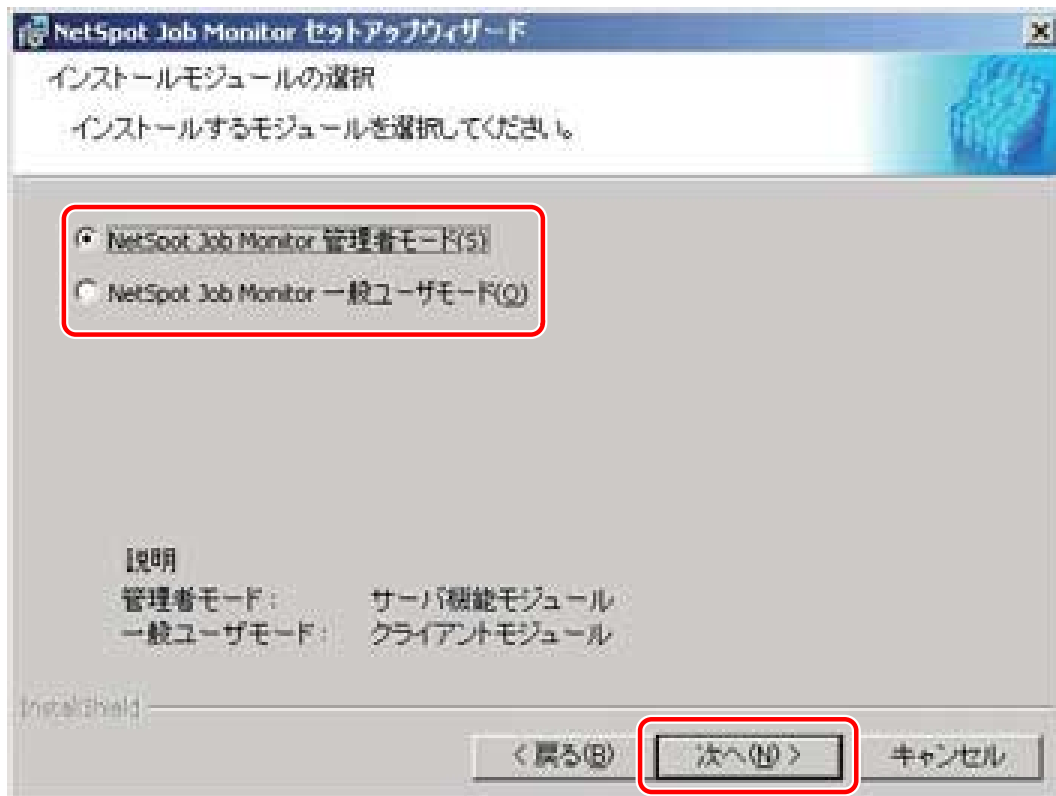 NetSpot Job Monitor セットアップウィザード
インストールモジュールの選択
インストールするモジュールを選択してください。
NetSpot Job Monitor 管理者モード(S)
NetSpot Job Monitor 一般ユーザモード(O)
説明
管理者モード: サーバ機能モジュール
一般ユーザモード: クライアントモジュール
InstallShield
< 戻る(B) 次へ(N) > キャンセル